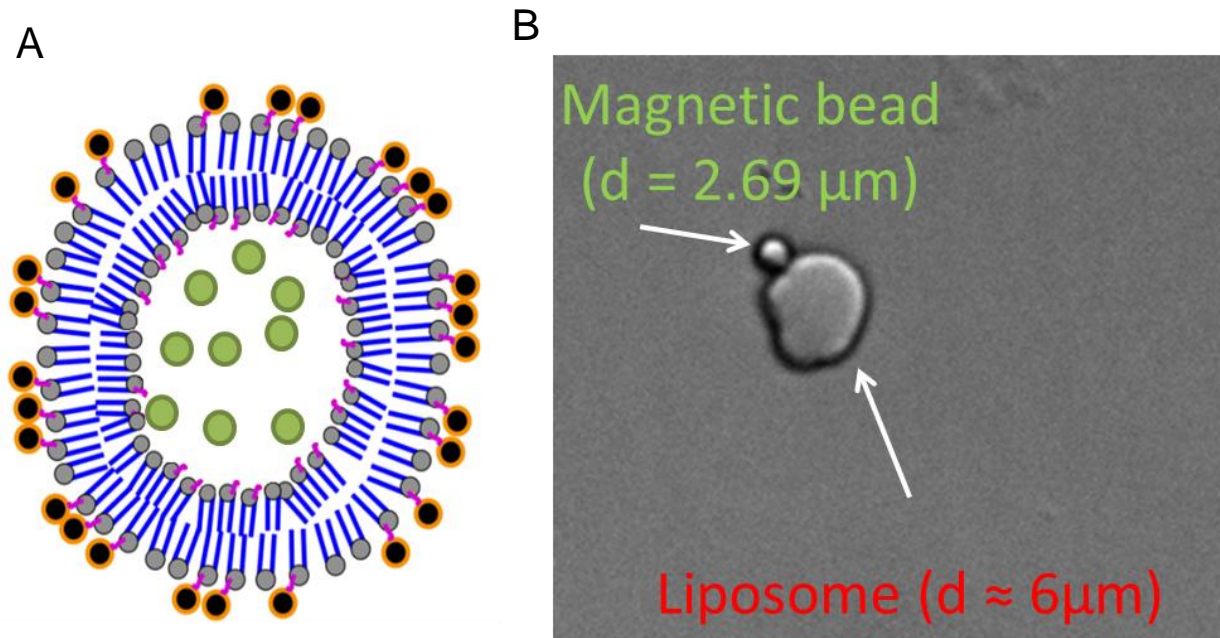 A
B
Magnetic bead
(d = 2.69 μm)
Liposome (d ≈ 6μm)